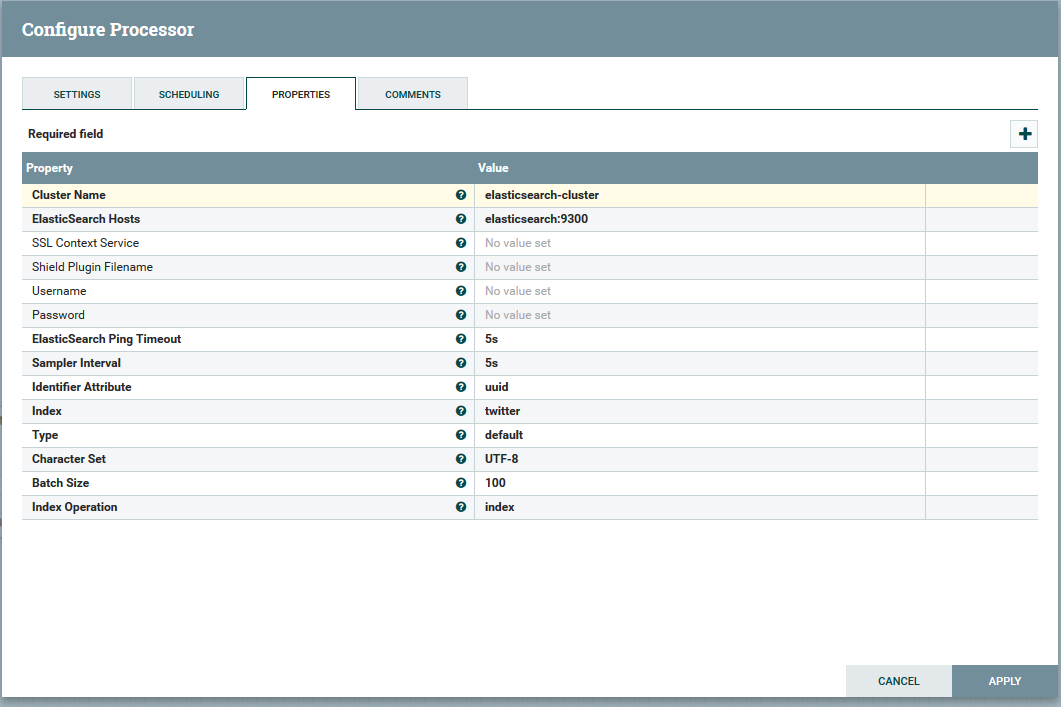 Configure Processor
SETTINGS SCHEDULING PROPERTIES COMMENTS
Required field
Property Value
Cluster Name elasticsearch-cluster
ElasticSearch Hosts elasticsearch:9300
SSL Context Service No value set
Shield Plugin Filename No value set
Username No value set
Password No value set
ElasticSearch Ping Timeout 5s
Sampler Interval 5s
Identifier Attribute uuid
Index twitter
Type default
Character Set UTF-8
Batch Size 100
Index Operation index
CANCEL APPLY